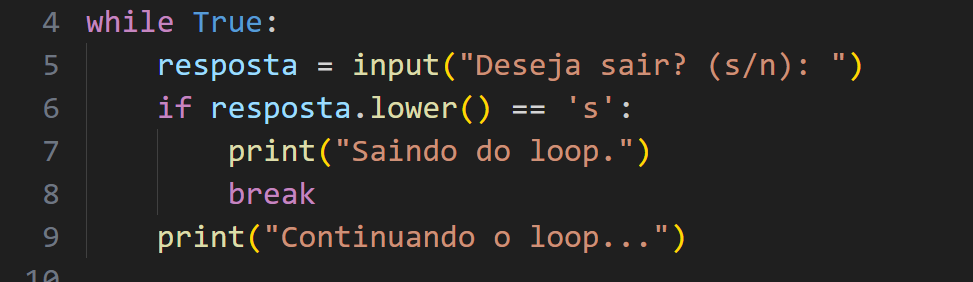 4 while True:
5     resposta = input("Deseja sair? (s/n): ")
6     if resposta.lower() == 's':
7         print("Saindo do loop.")
8         break
9     print("Continuando o loop...")
10